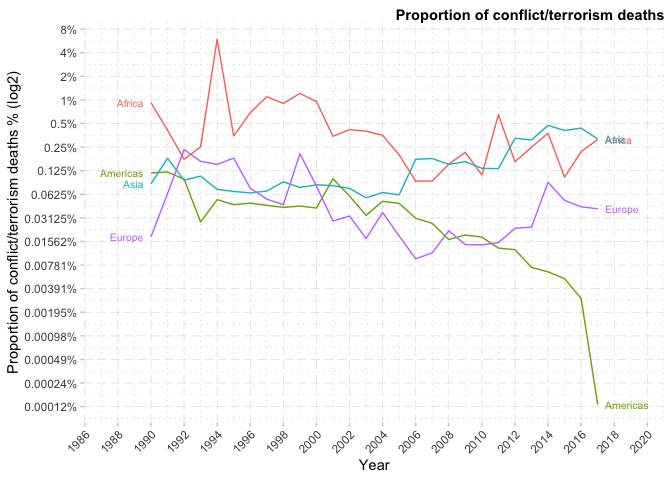 Proportion of conflict/terrorism deaths
Proportion of conflict/terrorism deaths % (log2)
8%
4%
2%
1%
0.5%
0.25%
0.125%
0.0625%
0.03125%
0.01562%
0.00781%
0.00391%
0.00195%
0.00098%
0.00049%
0.00024%
0.00012%
Africa
Americas
Asia
Europe
Asia
Africa
Europe
Americas
1986 1988 1990 1992 1994 1996 1998 2000 2002 2004 2006 2008 2010 2012 2014 2016 2018 2020
Year